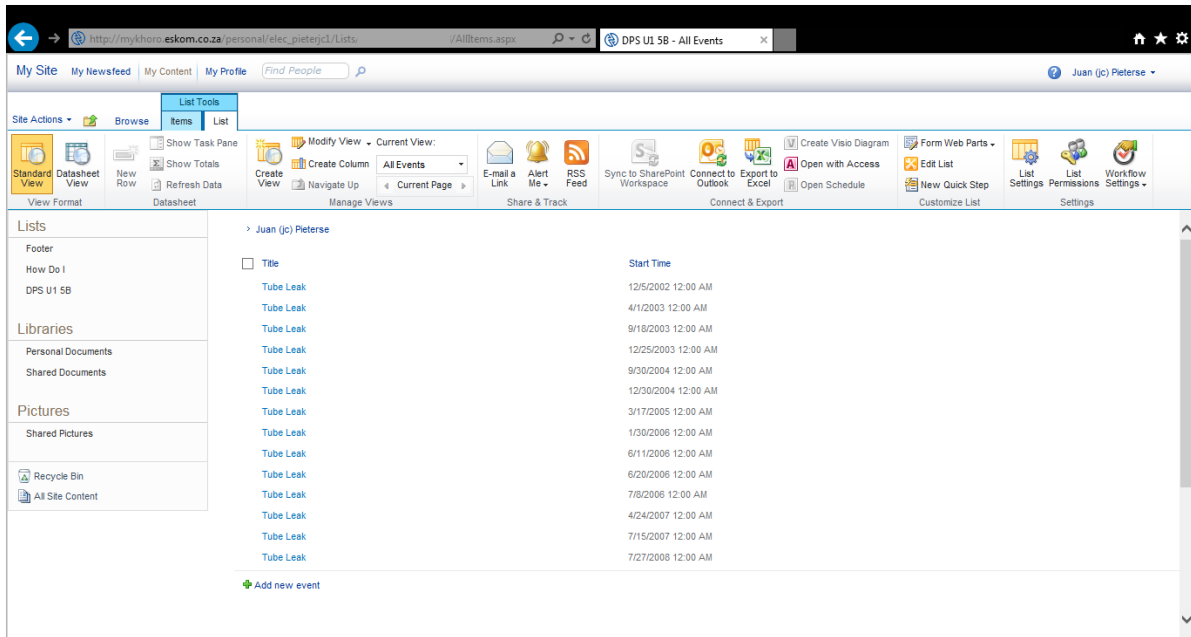 http://mykhoro.eskom.co.za/personal/elec_pieterjc1/Lists/ /AllItems.aspx
DPS U1 5B - All Events
My Site My Newsfeed My Content My Profile Find People Juan (jc) Pieterse
List Tools
Site Actions Browse Items List
Standard View
Datasheet View
View Format
New Row
Show Task Pane
Show Totals
Refresh Data
Datasheet
Create View
Modify View
Create Column
Navigate Up
Current View:
All Events
Current Page
Manage Views
E-mail a Link
Alert Me
RSS Feed
Share & Track
Sync to SharePoint Workspace
Connect to Outlook
Export to Excel
Create Visio Diagram
Open with Access
Open Schedule
Connect & Export
Form Web Parts
Edit List
New Quick Step
Customize List
List Settings
List Permissions
Workflow Settings
Settings
Lists
Footer
How Do I
DPS U1 5B
Libraries
Personal Documents
Shared Documents
Pictures
Shared Pictures
Recycle Bin
All Site Content
Juan (jc) Pieterse
Title Start Time
Tube Leak 12/5/2002 12:00 AM
Tube Leak 4/1/2003 12:00 AM
Tube Leak 9/18/2003 12:00 AM
Tube Leak 12/25/2003 12:00 AM
Tube Leak 9/30/2004 12:00 AM
Tube Leak 12/30/2004 12:00 AM
Tube Leak 3/17/2005 12:00 AM
Tube Leak 1/30/2006 12:00 AM
Tube Leak 6/11/2006 12:00 AM
Tube Leak 6/20/2006 12:00 AM
Tube Leak 7/8/2006 12:00 AM
Tube Leak 4/24/2007 12:00 AM
Tube Leak 7/15/2007 12:00 AM
Tube Leak 7/27/2008 12:00 AM
Add new event